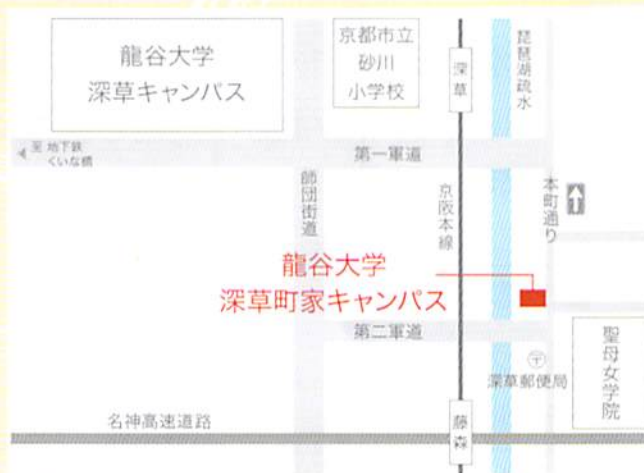 龍谷大学
深草キャンパス
京都市立
砂川
小学校
深草
琵琶湖疏水
至 地下鉄
くいな橋
第一軍道
師団街道
京阪本線
本町通り
龍谷大学
深草町家キャンパス
第二軍道
〒
深草郵便局
聖母女学院
名神高速道路
藤森